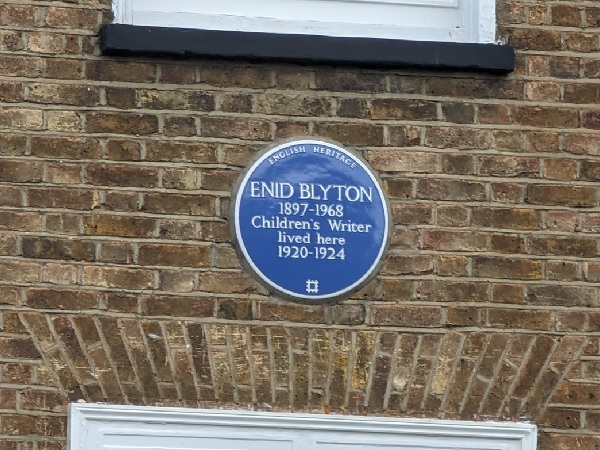 ENGLISH HERITAGE
ENID BLYTON
1897-1968
Children's Writer
lived here
1920-1924